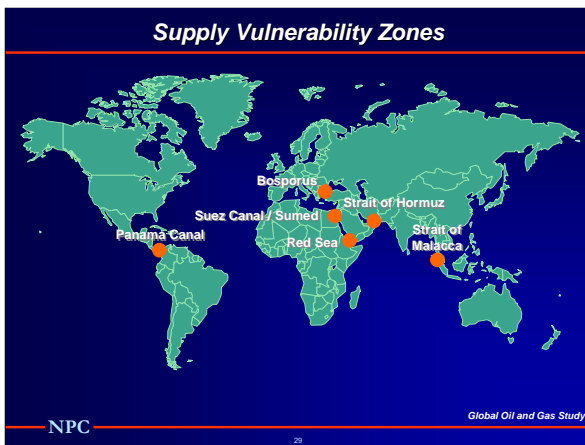 Supply Vulnerability Zones
Bosporus
Strait of Hormuz
Suez Canal / Sumed
Panama Canal
Strait of
Malacca
Red Sea
Global Oil and Gas Study
NPC
29